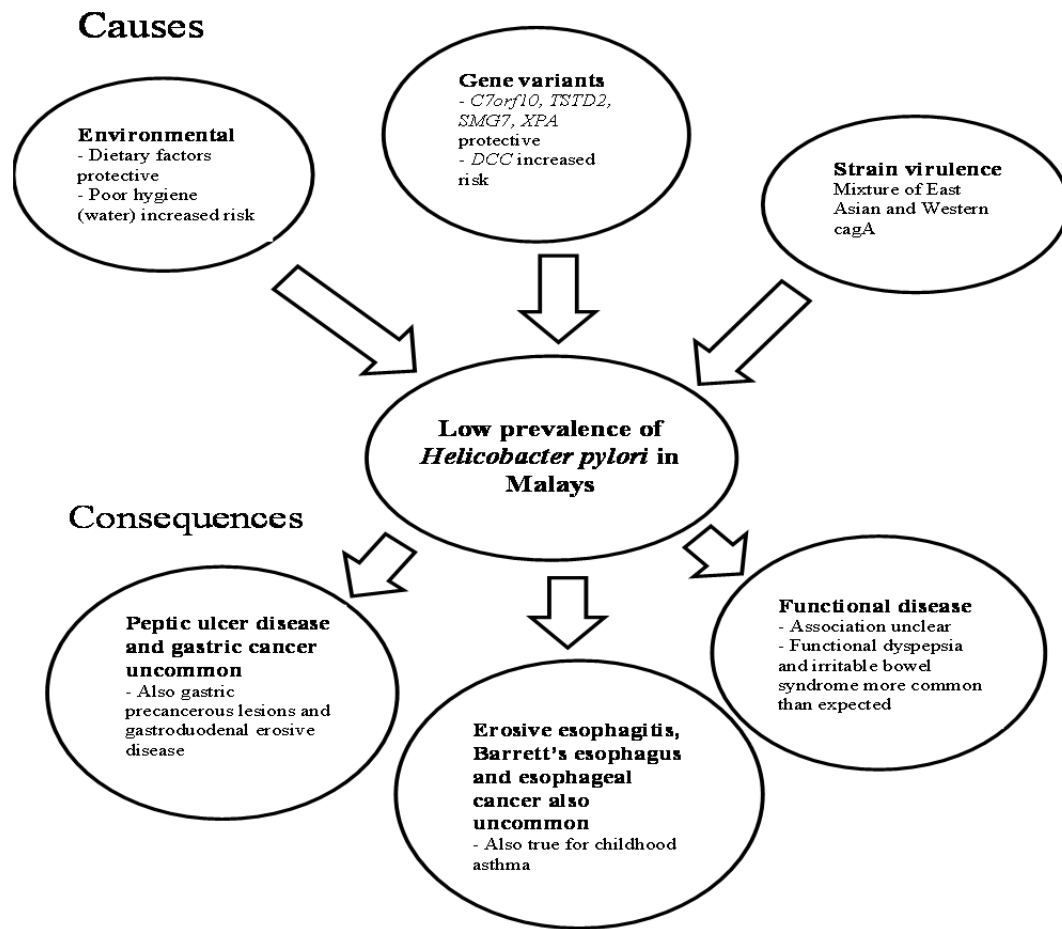 Causes
Gene variants
- C7orf10, TSTD2,
SMG7, XPA
protective
- DCC increased
risk
Environmental
- Dietary factors
protective
- Poor hygiene
(water) increased risk
Strain virulence
Mixture of East
Asian and Western
cagA
Low prevalence of
Helicobacter pylori in
Malays
Consequences
Peptic ulcer disease
and gastric cancer
uncommon
- Also gastric
precancerous lesions and
gastroduodenal erosive
disease
Erosive esophagitis,
Barrett's esophagus
and esophageal
cancer also
uncommon
- Also true for childhood
asthma
Functional disease
- Association unclear
- Functional dyspepsia
and irritable bowel
syndrome more common
than expected